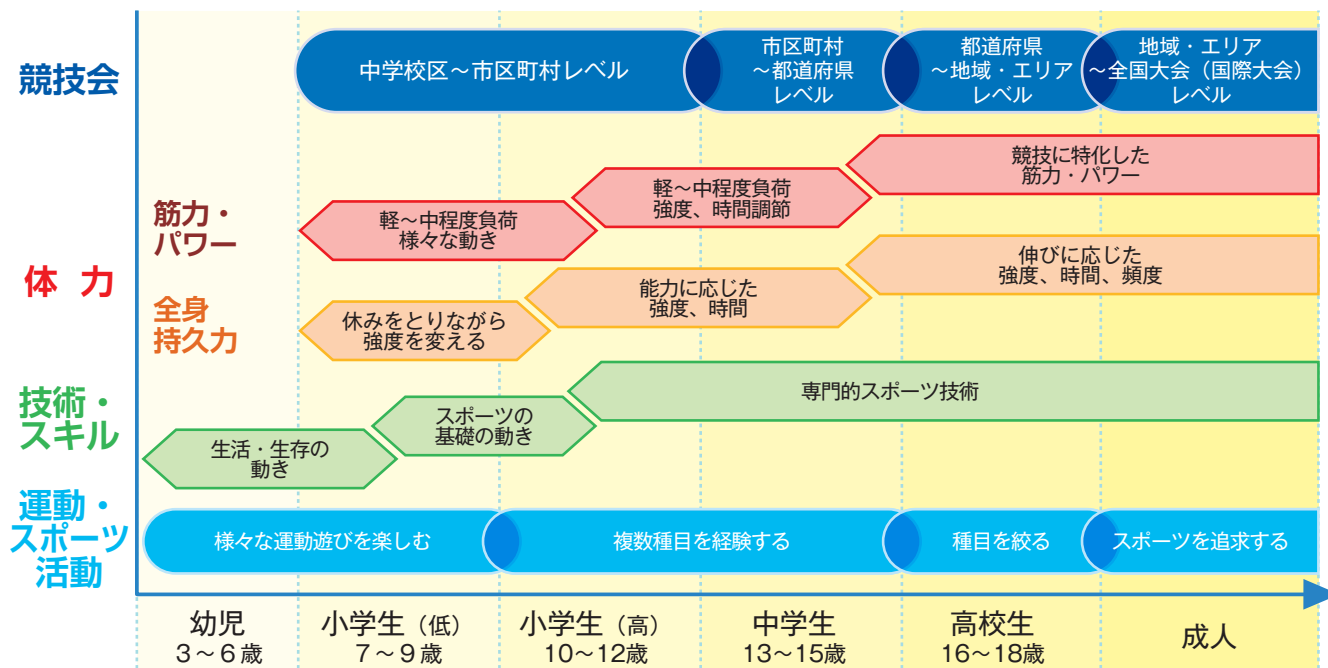 競技会
中学校区～市区町村レベル
市区町村
～都道府県
レベル
都道府県
～地域・エリア
レベル
地域・エリア
～全国大会（国際大会）
レベル
体 力
筋力・
パワー
軽～中程度負荷
様々な動き
軽～中程度負荷
強度、時間調節
競技に特化した
筋力・パワー
全身
持久力
休みをとりながら
強度を変える
能力に応じた
強度、時間
伸びに応じた
強度、時間、頻度
技術・
スキル
生活・生存の
動き
スポーツの
基礎の動き
専門的スポーツ技術
運動・
スポーツ
活動
様々な運動遊びを楽しむ
複数種目を経験する
種目を絞る
スポーツを追求する
幼児
3～6歳
小学生（低）
7～9歳
小学生（高）
10～12歳
中学生
13～15歳
高校生
16～18歳
成人